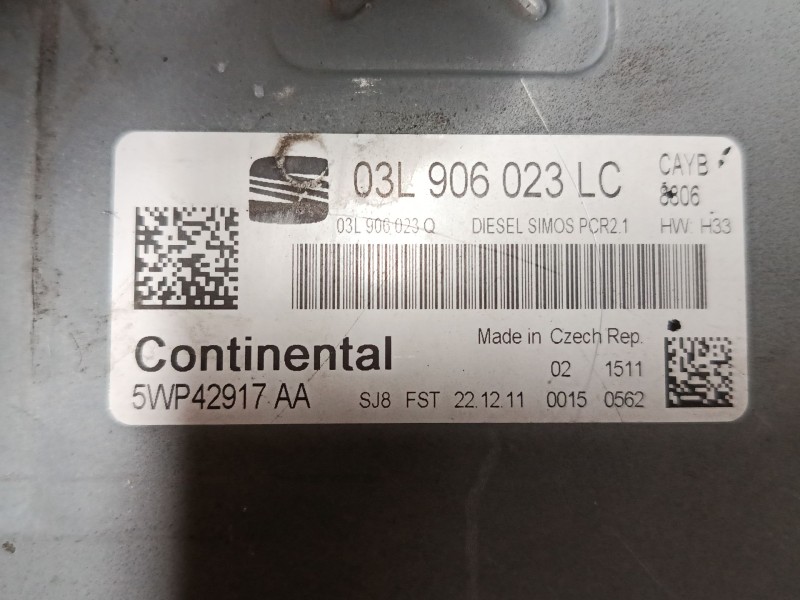 03L 906 023 LC CAYB
03L 906 023 Q DIESEL SIMOS PCR2.1 HW: H33
Continental Made in Czech Rep.
02 1511
5WP42917 AA SJ8 FST 22.12.11 0015 0562